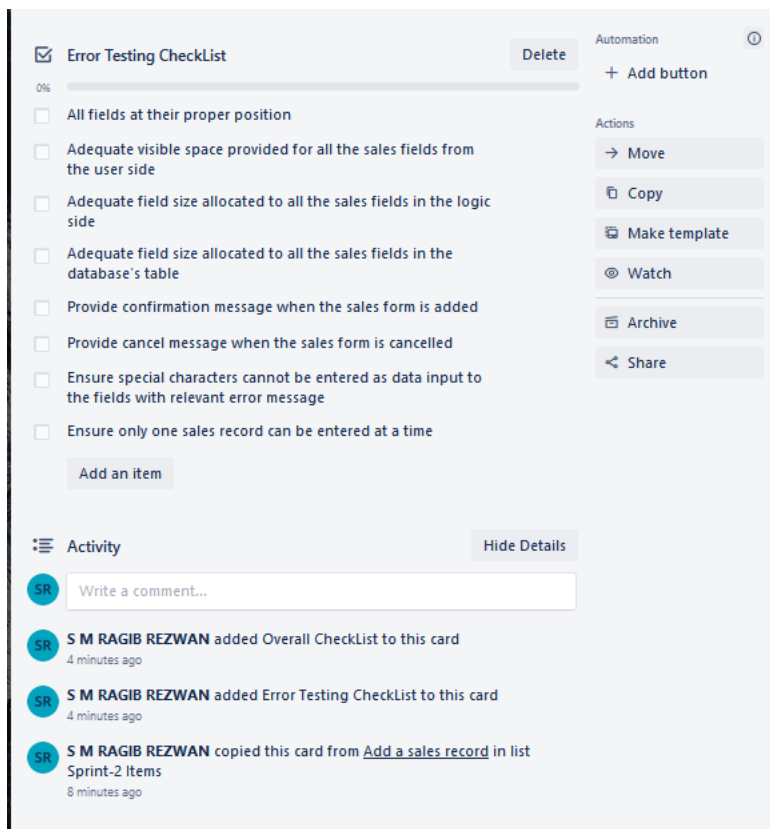 Error Testing CheckList
Delete
0%
All fields at their proper position
Adequate visible space provided for all the sales fields from
the user side
Adequate field size allocated to all the sales fields in the logic
side
Adequate field size allocated to all the sales fields in the
database's table
Provide confirmation message when the sales form is added
Provide cancel message when the sales form is cancelled
Ensure special characters cannot be entered as data input to
the fields with relevant error message
Ensure only one sales record can be entered at a time
Add an item
Activity
Hide Details
SR
Write a comment...
SR
S M RAGIB REZWAN added Overall CheckList to this card
4 minutes ago
SR
S M RAGIB REZWAN added Error Testing CheckList to this card
4 minutes ago
SR
S M RAGIB REZWAN copied this card from Add a sales record in list
Sprint-2 Items
8 minutes ago
Automation
+ Add button
Actions
→ Move
Copy
Make template
Watch
Archive
Share